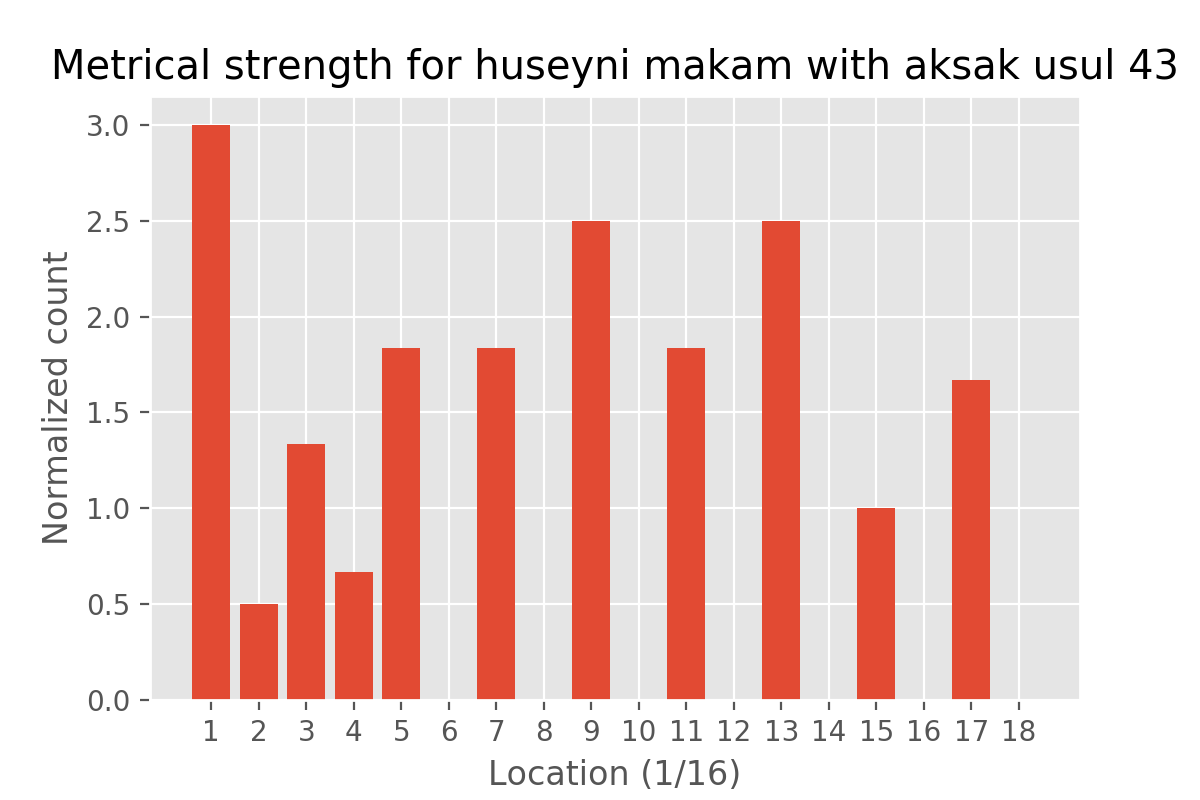 Metrical strength for huseyni makam with aksak usul 43
3.0
2.5
2.0
1.5
1.0
0.5
0.0
Normalized count
1 2 3 4 5 6 7 8 9 10 11 12 13 14 15 16 17 18
Location (1/16)